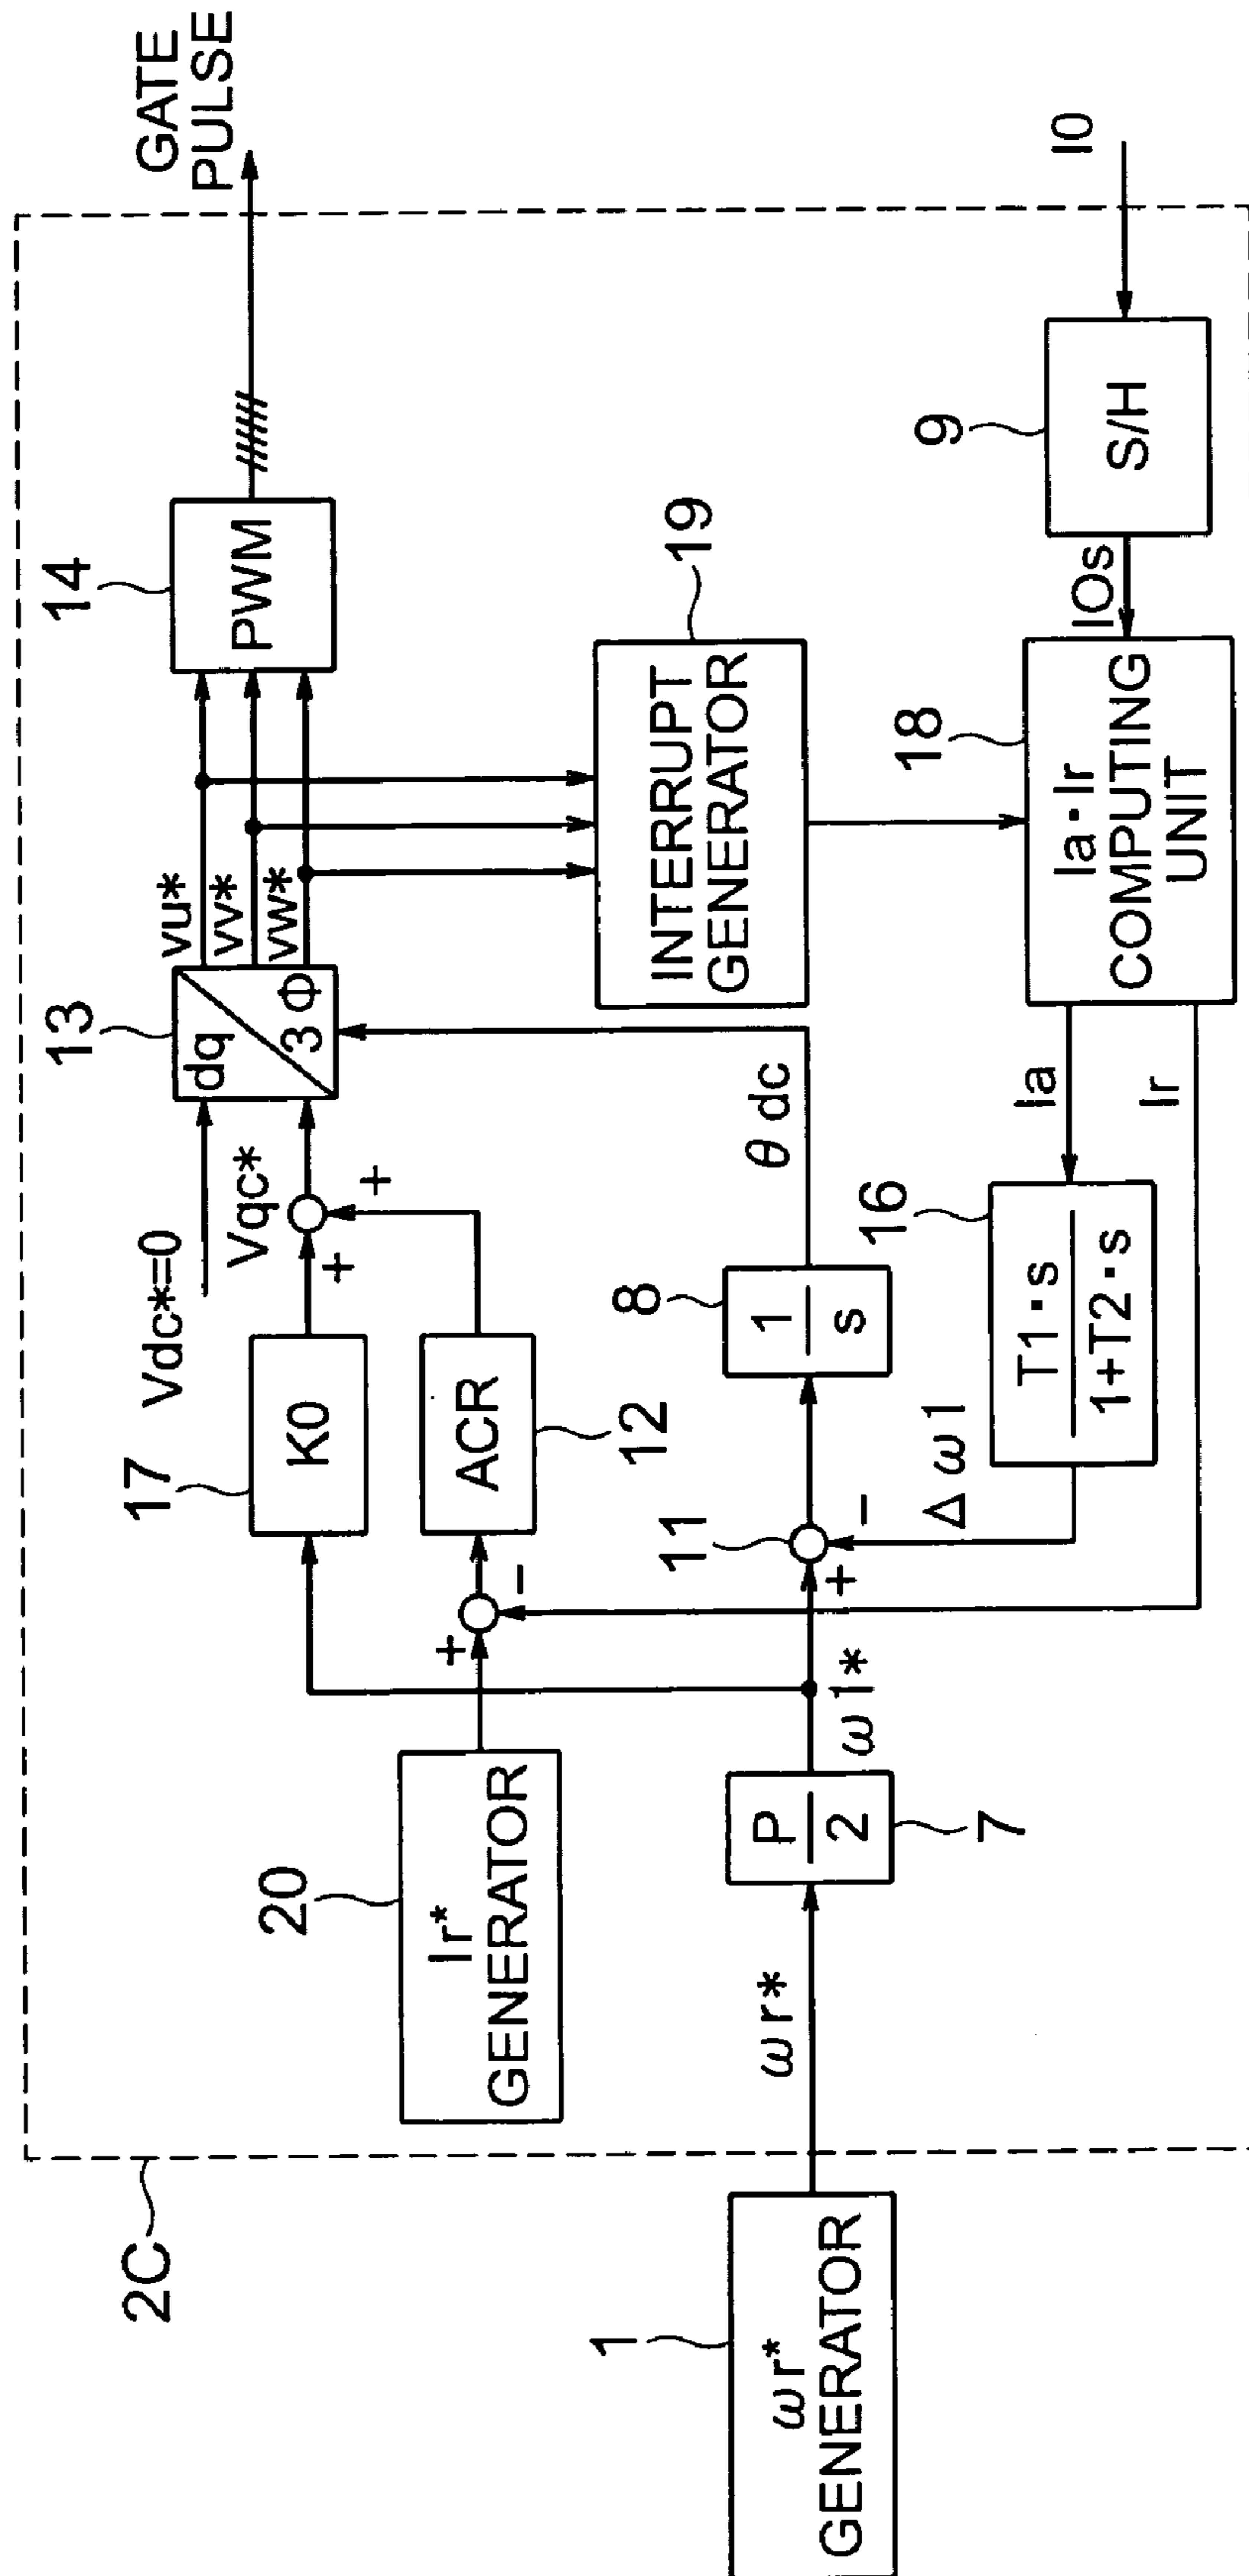 2C
1
ωr*
GENERATOR
ωr*
P
2
7
ω1*
20
Ir*
GENERATOR
+
-
17
K0
ACR
12
11
+
-
Δω1
Vdc*=0
Vqc*
+
+
8
1
s
θdc
16
T1·s
1+T2·s
13
dq
3Φ
vu*
vv*
vw*
14
PWM
GATE
PULSE
19
INTERRUPT
GENERATOR
18
Ia·Ir
COMPUTING
UNIT
Ia
Ir
IOs
9
S/H
I0